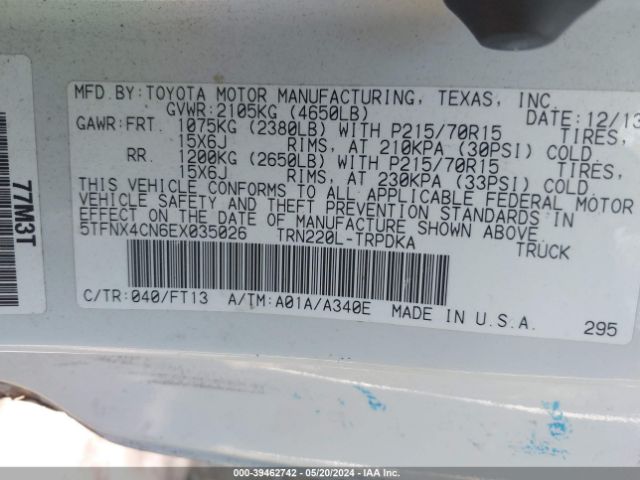 MFD.BY:TOYOTA MOTOR MANUFACTURING, TEXAS, INC.
GVWR:2105KG (4650LB) DATE:12/13
GAWR:FRT. 1075KG (2380LB) WITH P215/70R15 TIRES,
15X6J RIMS, AT 210KPA (30PSI) COLD
RR. 1200KG (2650LB) WITH P215/70R15 TIRES,
15X6J RIMS, AT 230KPA (33PSI) COLD
THIS VEHICLE CONFORMS TO ALL APPLICABLE FEDERAL MOTOR
VEHICLE SAFETY AND THEFT PREVENTION STANDARDS IN
EFFECT ON THE DATE OF MANUFACTURE SHOWN ABOVE
5TFNX4CN6EX035026 TRN220L-TRPDKA TRUCK
C/TR:040/FT13 A/TM:A01A/A340E MADE IN U.S.A. 295
77M3T
000-39462742 - 05/20/2024 - IAA Inc.